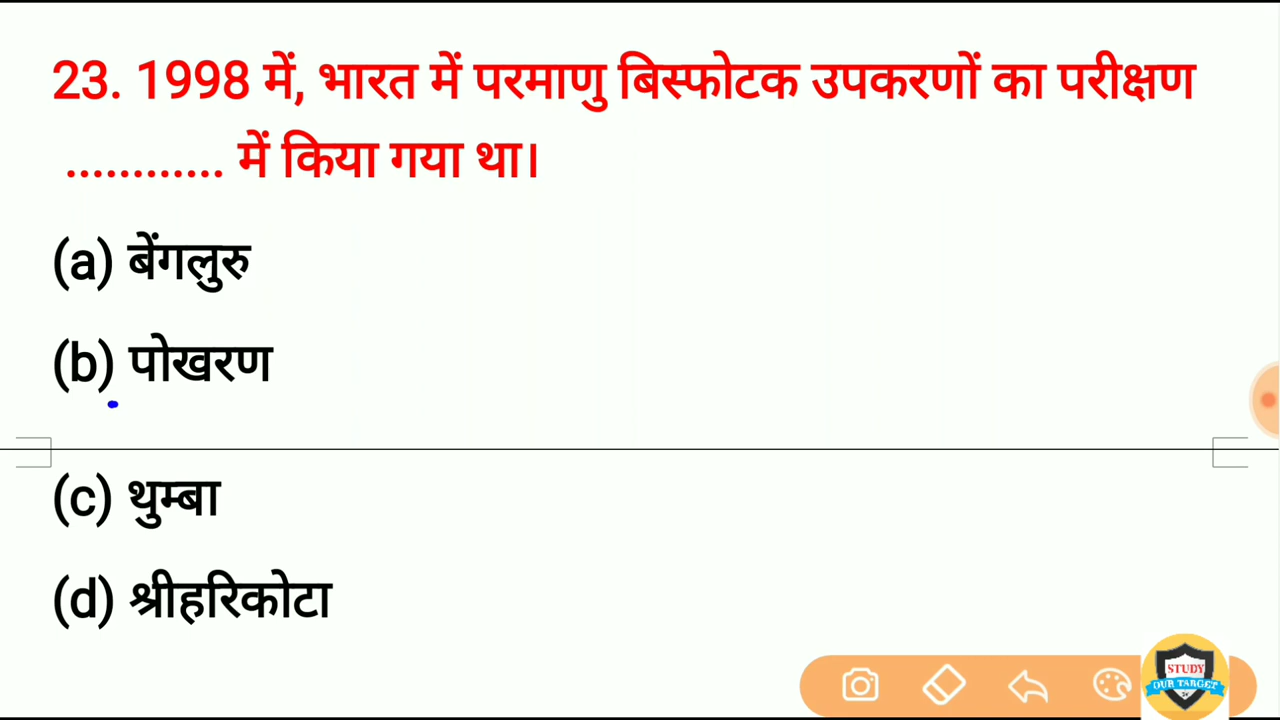 23. 1998 में, भारत में परमाणु बिस्फोटक उपकरणों का परीक्षण
............ में किया गया था।
(a) बेंगलुरु
(b) पोखरण
(c) थुम्बा
(d) श्रीहरिकोटा
STUDY
OUR TARGET